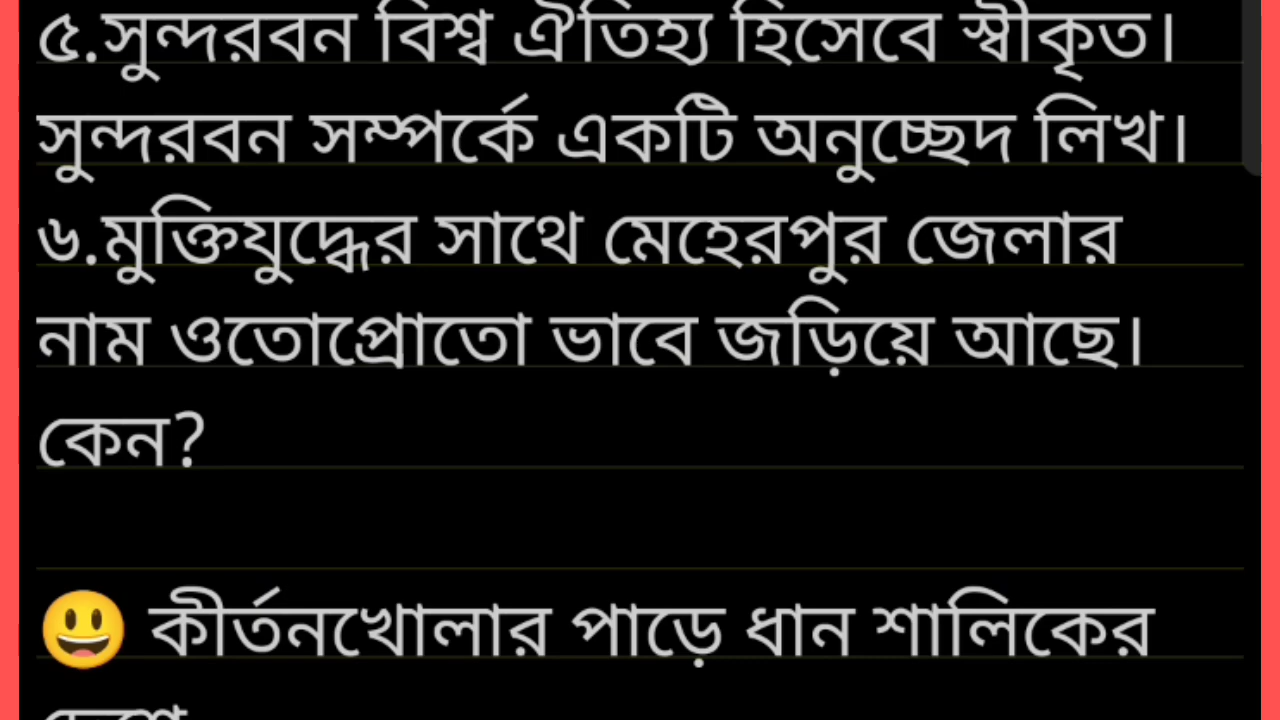 ৫.সুন্দরবন বিশ্ব ঐতিহ্য হিসেবে স্বীকৃত।
সুন্দরবন সম্পর্কে একটি অনুচ্ছেদ লিখ।
৬.মুক্তিযুদ্ধের সাথে মেহেরপুর জেলার
নাম ওতোপ্রোতো ভাবে জড়িয়ে আছে।
কেন?
😃 কীর্তনখোলার পাড়ে ধান শালিকের